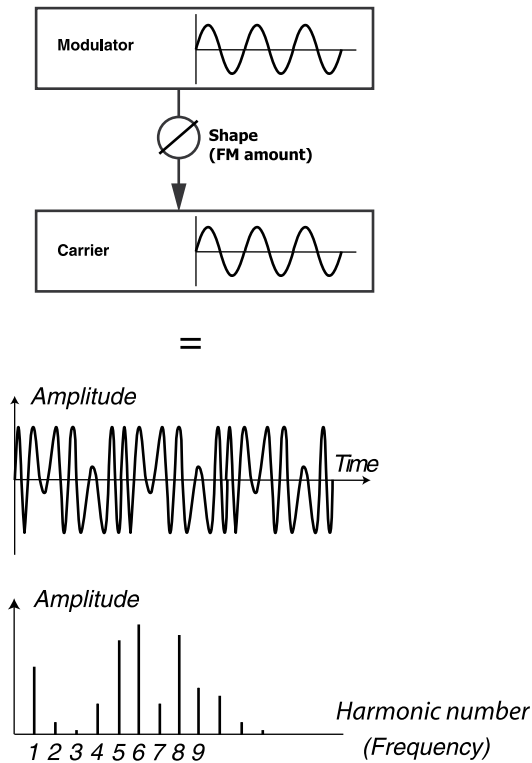 Modulator
Shape
(FM amount)
Carrier
=
Amplitude
Time
Amplitude
Harmonic number
1 2 3 4 5 6 7 8 9
(Frequency)